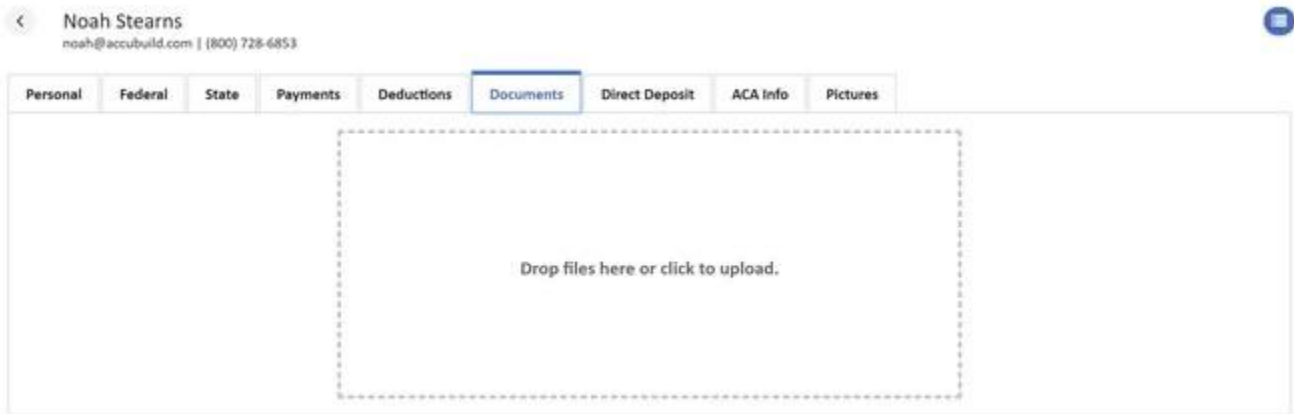 Noah Stearns
noah@accubuild.com | (800) 728-6853
Personal Federal State Payments Deductions Documents Direct Deposit ACA Info Pictures
Drop files here or click to upload.